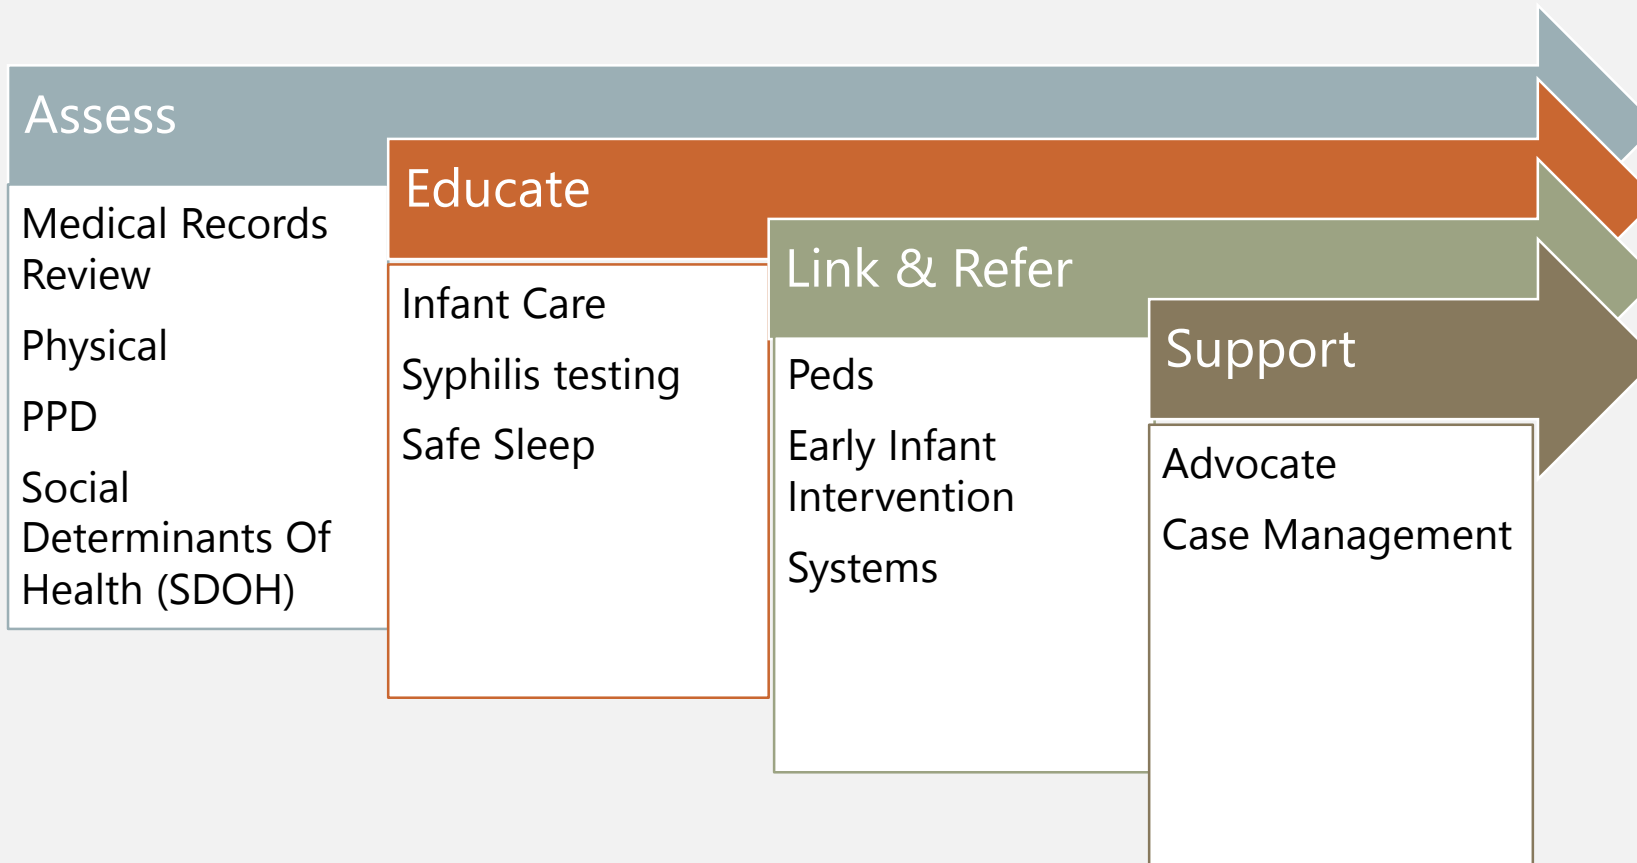 Assess
Medical Records
Review
Physical
PPD
Social
Determinants Of
Health (SDOH)
Educate
Infant Care
Syphilis testing
Safe Sleep
Link & Refer
Peds
Early Infant
Intervention
Systems
Support
Advocate
Case Management